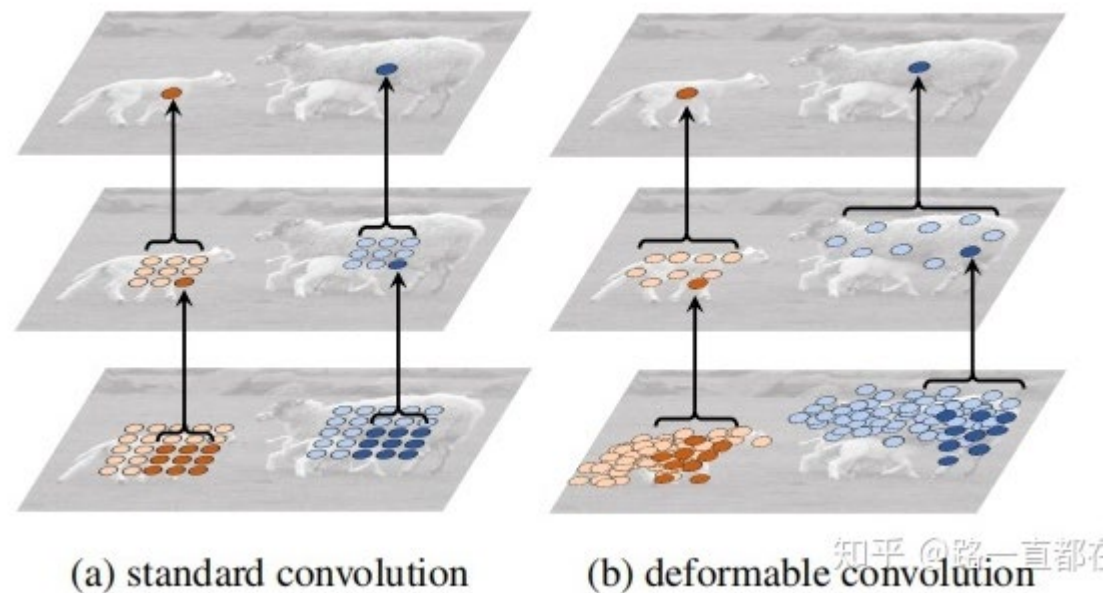 (a) standard convolution
(b) deformable convolution
知乎 @路一直都在